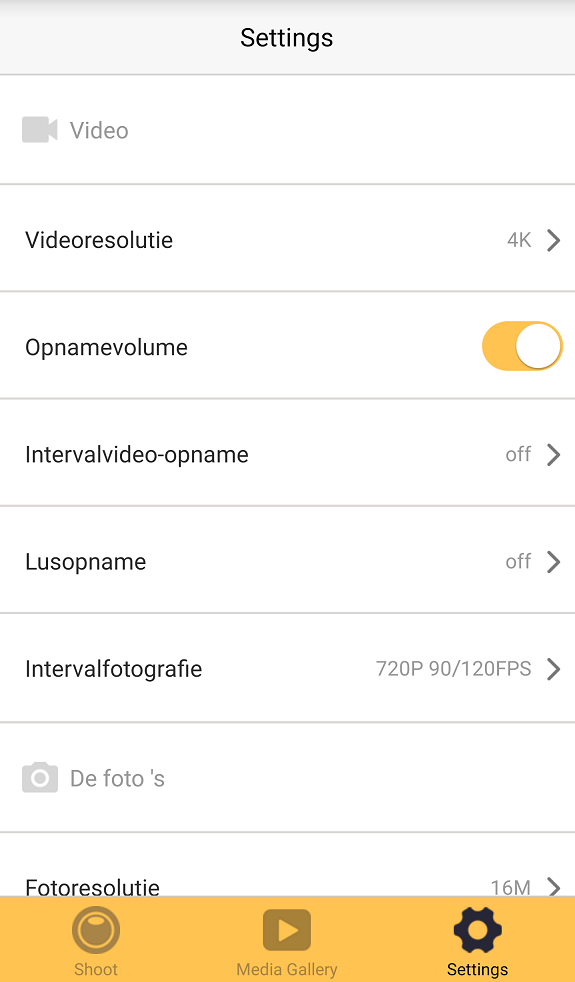 Settings
Video
Videoresolutie 4K
Opnamevolume
Intervalvideo-opname off
Lusopname off
Intervalfotografie 720P 90/120FPS
De foto 's
Fotoresolutie 16M
Shoot Media Gallery Settings